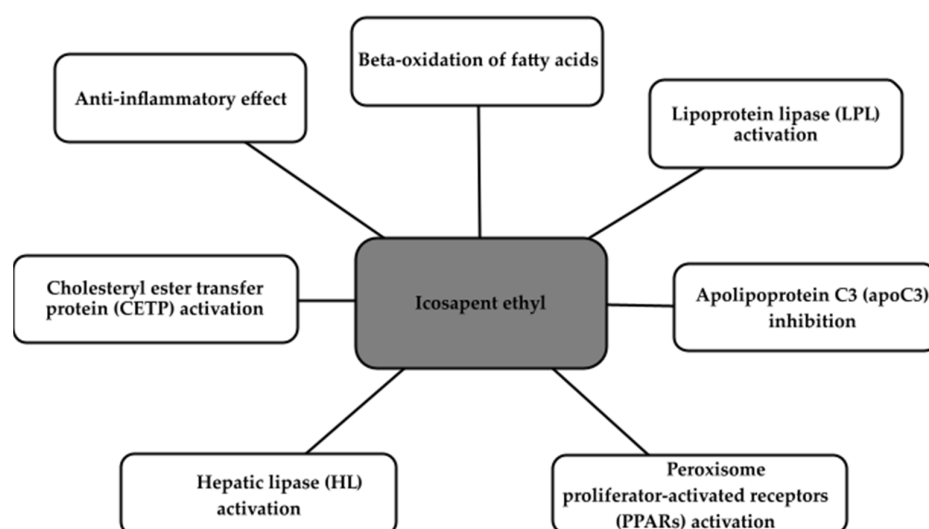 Beta-oxidation of fatty acids
Anti-inflammatory effect
Lipoprotein lipase (LPL)
activation
Cholesteryl ester transfer
protein (CETP) activation
Icosapent ethyl
Apolipoprotein C3 (apoC3)
inhibition
Hepatic lipase (HL)
activation
Peroxisome
proliferator-activated receptors
(PPARs) activation